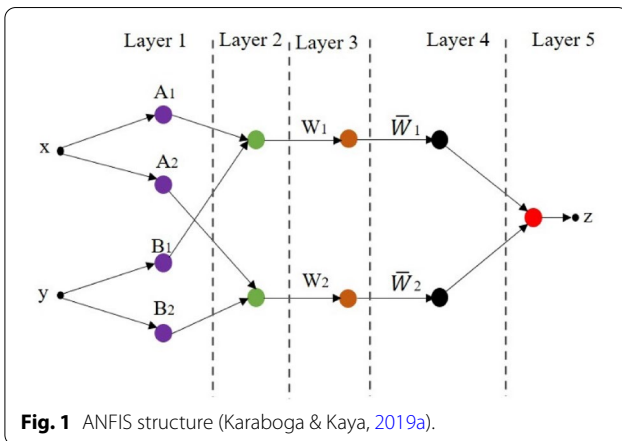 Layer 1 Layer 2 Layer 3 Layer 4 Layer 5
A1
W1 W̅1
x
A2
z
B1
W2 W̅2
y
B2
Fig. 1 ANFIS structure (Karaboga & Kaya, 2019a).